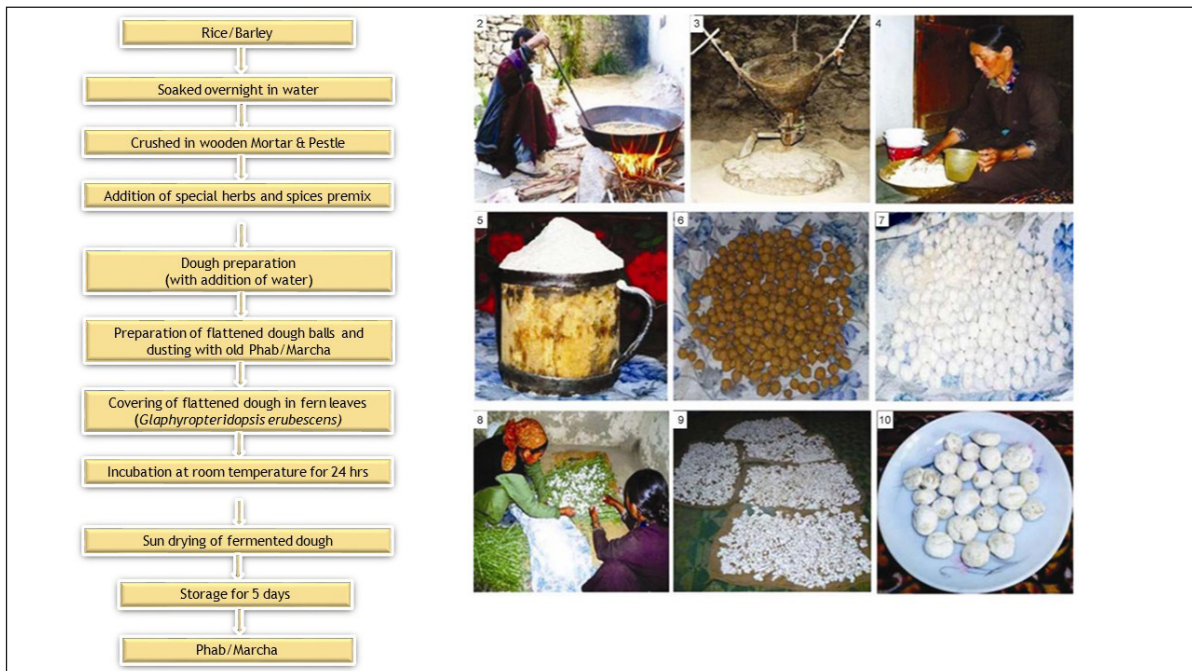 Rice/Barley
Soaked overnight in water
Crushed in wooden Mortar & Pestle
Addition of special herbs and spices premix
Dough preparation
(with addition of water)
Preparation of flattened dough balls and
dusting with old Phab/Marcha
Covering of flattened dough in fern leaves
(Glaphyropteridopsis erubescens)
Incubation at room temperature for 24 hrs
Sun drying of fermented dough
Storage for 5 days
Phab/Marcha
2
3
4
5
6
7
8
9
10